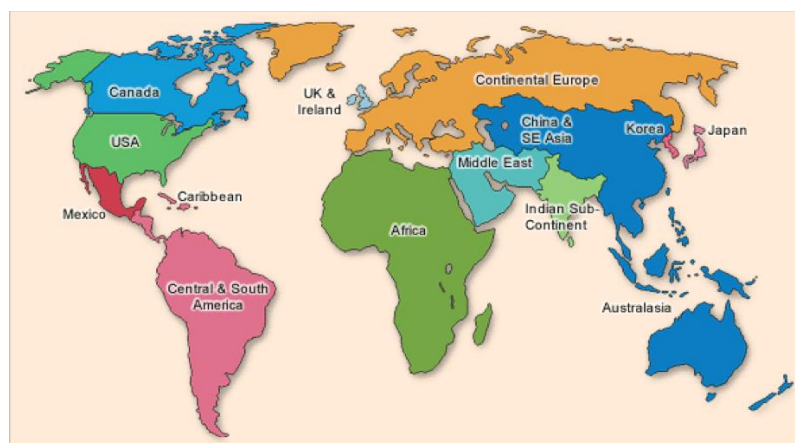 Canada
USA
Mexico
Caribbean
Central & South
America
UK &
Ireland
Continental Europe
China &
SE Asia
Korea
Japan
Middle East
Indian Sub-
Continent
Africa
Australasia